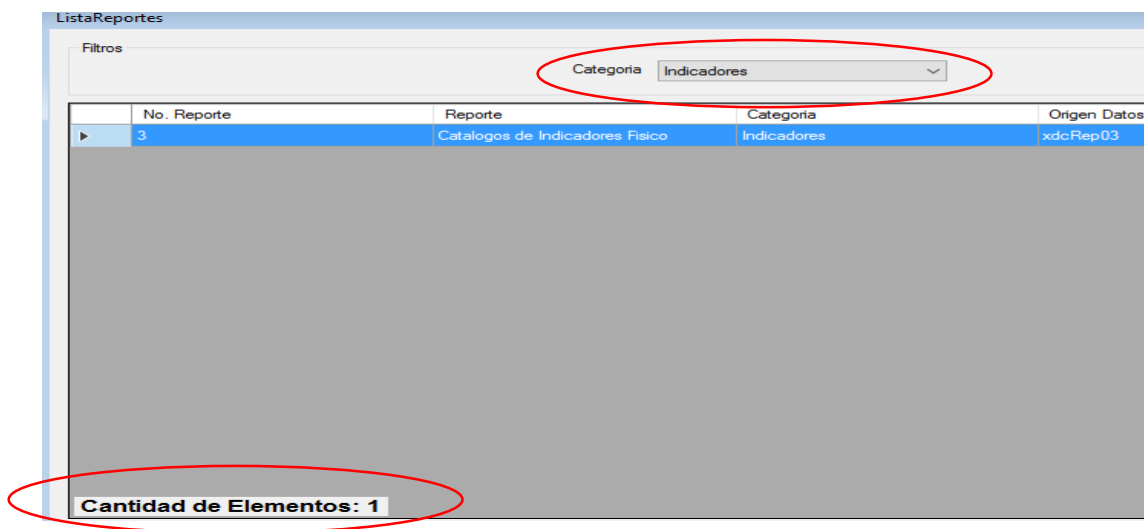 ListaReportes
Filtros
Categoria Indicadores
No. Reporte Reporte Categoria Origen Datos
3 Catalogos de Indicadores Fisico Indicadores xdcRep03
Cantidad de Elementos: 1